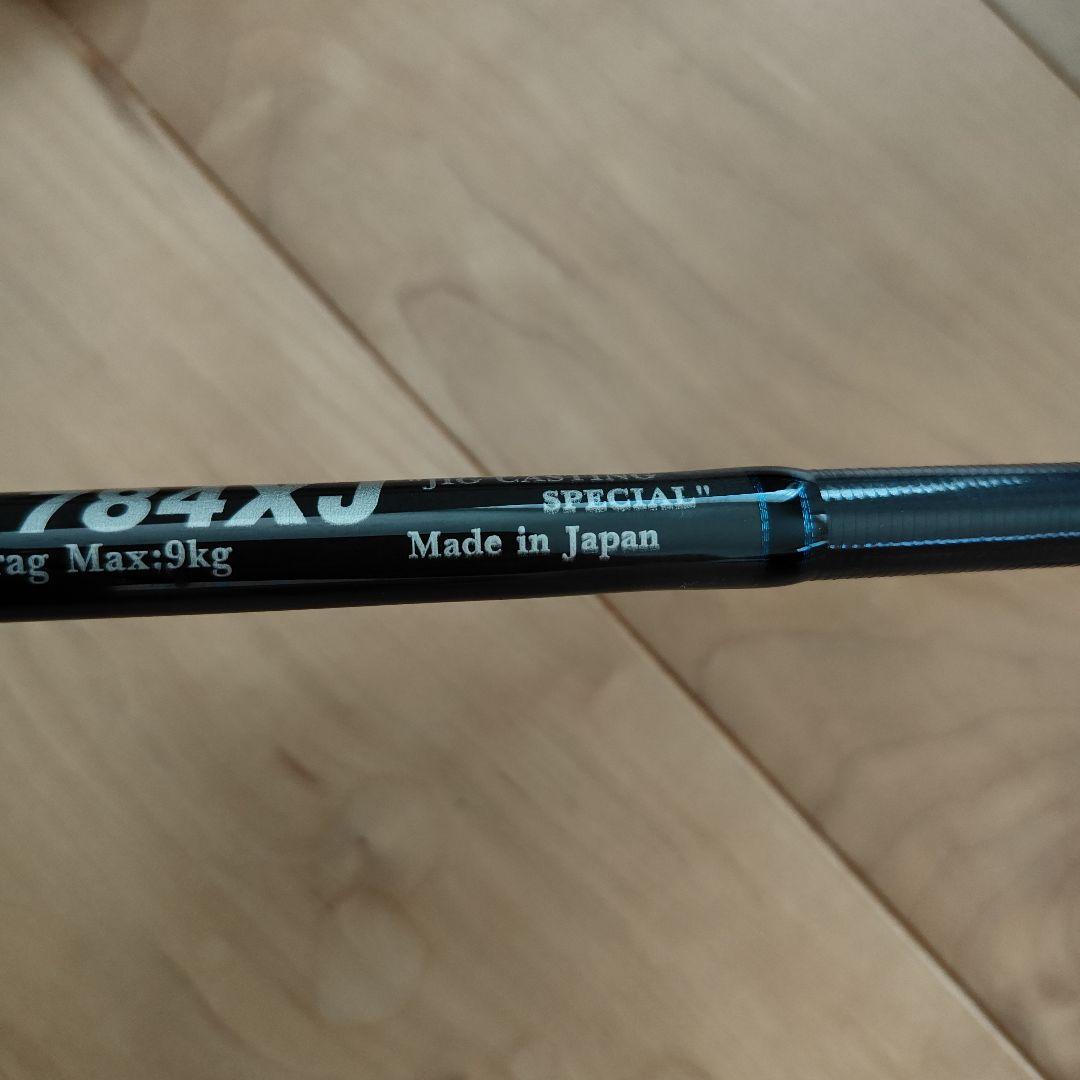 784XJ
rag Max:9kg
"JIG CASTING
SPECIAL"
Made in Japan